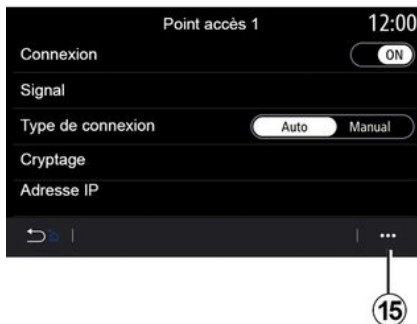 Point accès 1 12:00
Connexion ON
Signal
Type de connexion Auto Manual
Cryptage
Adresse IP
15